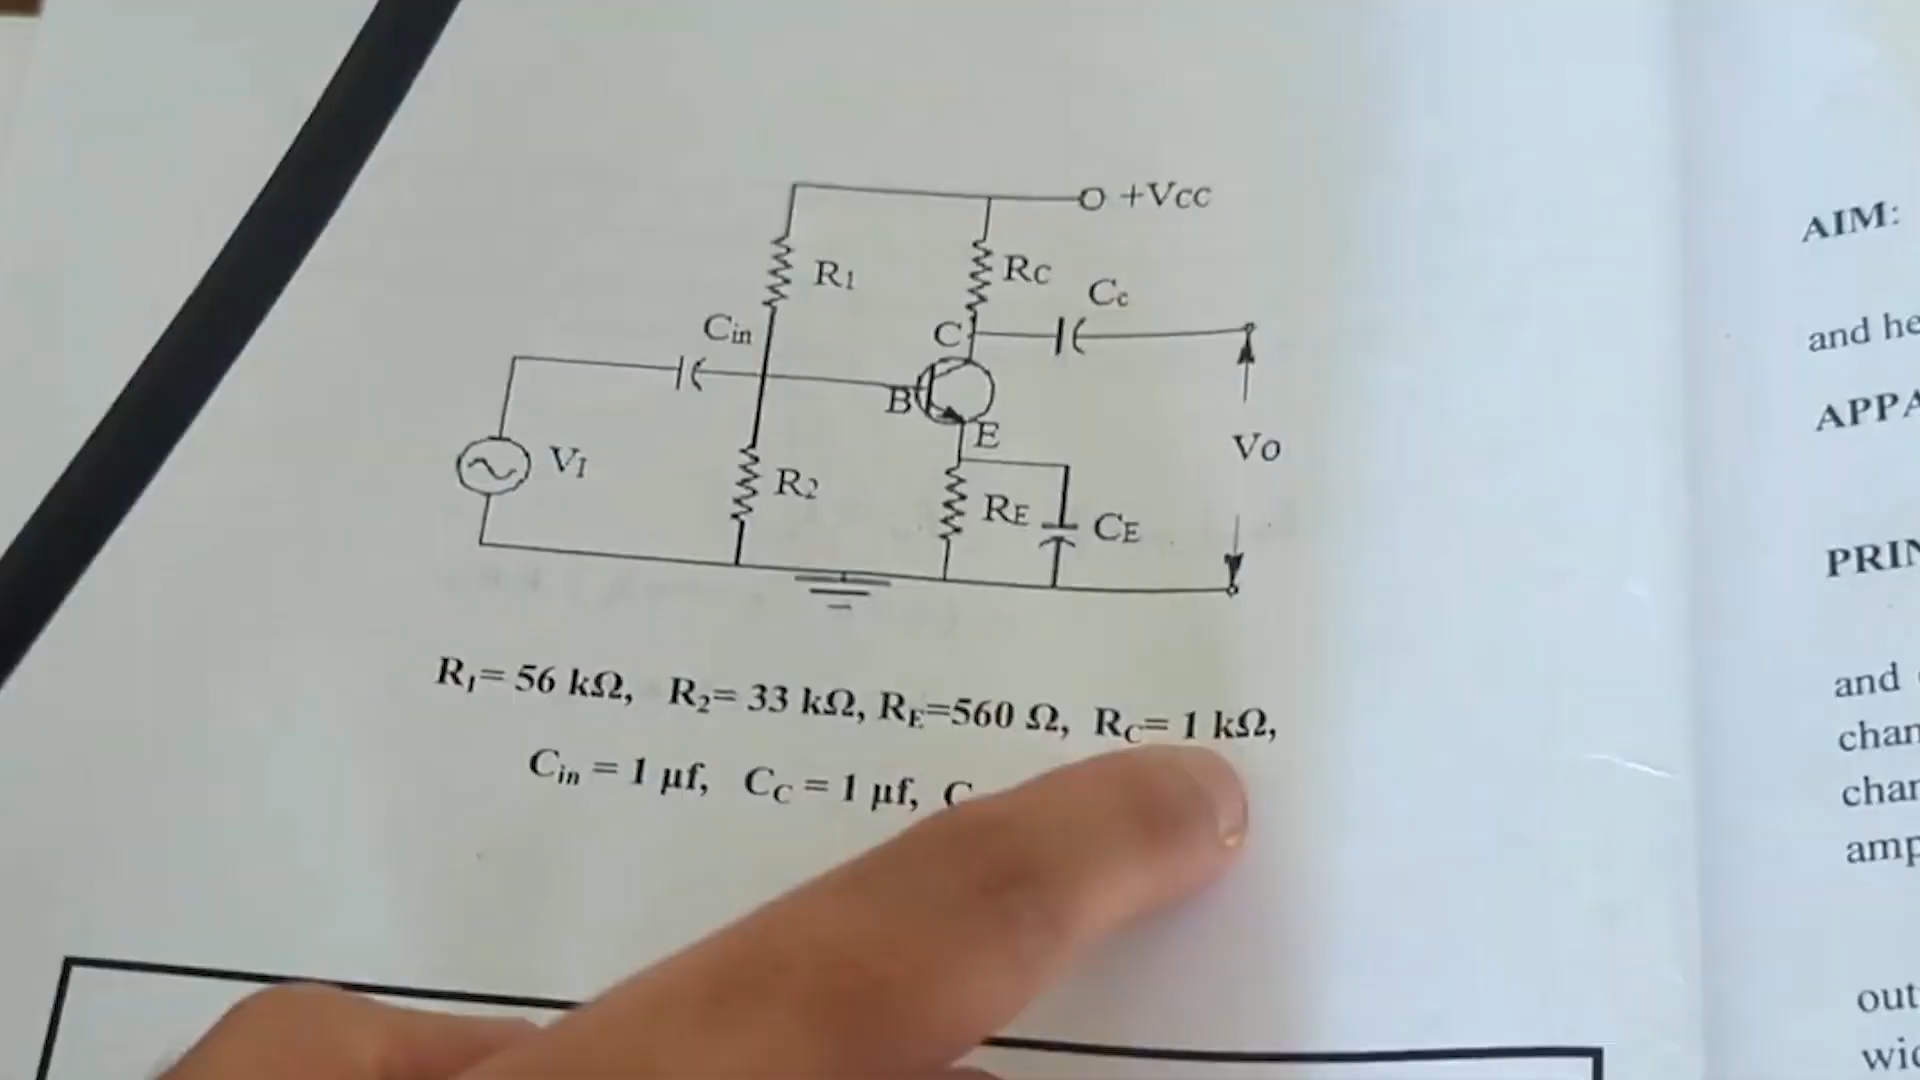 +Vcc
R1
Rc
Cc
Cin
C
B
E
VI
Vo
R2
RE
CE
R1= 56 kΩ, R2= 33 kΩ, RE=560 Ω, RC= 1 kΩ,
Cin = 1 µf, CC = 1 µf, C
AIM:
and he
APPA
PRIN
and
chan
char
amp
out
wid